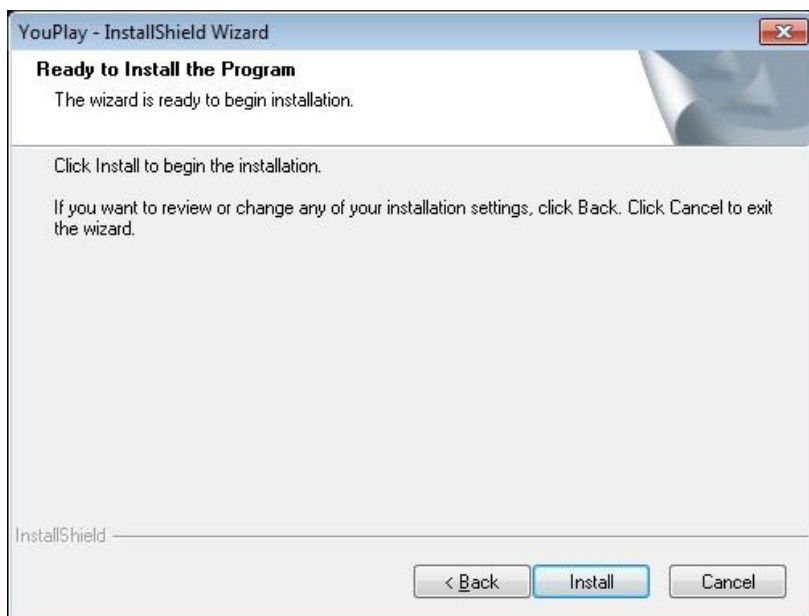 YouPlay - InstallShield Wizard
Ready to Install the Program
The wizard is ready to begin installation.
Click Install to begin the installation.
If you want to review or change any of your installation settings, click Back. Click Cancel to exit
the wizard.
InstallShield
< Back
Install
Cancel